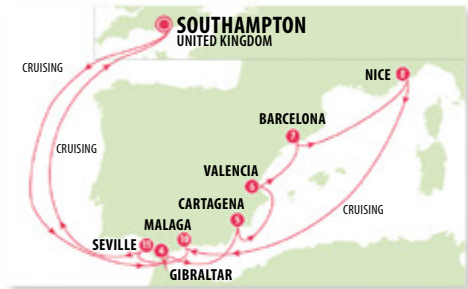 SOUTHAMPTON
UNITED KINGDOM
CRUISING
NICE 8
BARCELONA
7
CRUISING
VALENCIA
6
CARTAGENA
5
CRUISING
MALAGA
10
SEVILLE 11
4
GIBRALTAR